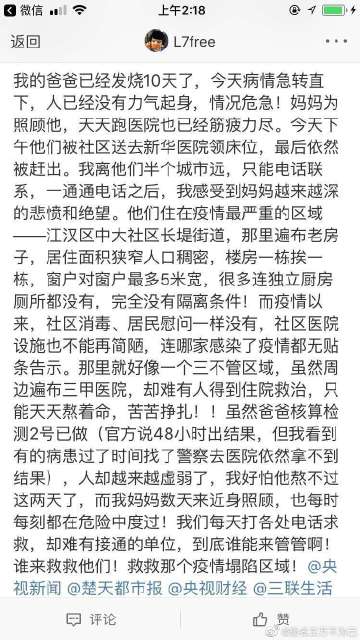 微信 上午2:18
返回 L7free
我的爸爸已经发烧10天了，今天病情急转直
下，人已经没有力气起身，情况危急！妈妈为
照顾他，天天跑医院也已经筋疲力尽。今天下
午他们被社区送去新华医院领床位，最后依然
被赶出。我离他们半个城市远，只能电话联
系，一通通电话之后，我感受到妈妈越来越深
的悲愤和绝望。他们住在疫情最严重的区域
——江汉区中大社区长堤街道，那里遍布老房
子，居住面积狭窄人口稠密，楼房一栋挨一
栋，窗户对窗户最多5米宽，很多连独立厨房
厕所都没有，完全没有隔离条件！而疫情以
来，社区消毒、居民慰问一样没有，社区医院
设施也不能再简陋，连哪家感染了疫情都无贴
条告示。那里就好像一个三不管区域，虽然周
边遍布三甲医院，却难有人得到住院救治，只
能天天熬着命，苦苦挣扎！！虽然爸爸核算检
测2号已做（官方说48小时出结果，但我看到
有的病患过了时间找了警察去医院依然拿不到
结果），人却越来越虚弱了，我好怕他熬不过
这两天了，而我妈妈数天来近身照顾，也每时
每刻都在危险中度过！我们每天打各处电话求
救，却难有接通的单位，到底谁能来管管啊！
谁来救救他们！救救那个疫情塌陷区域！@央
视新闻 @楚天都市报 @央视财经 @三联生活
评论 赞